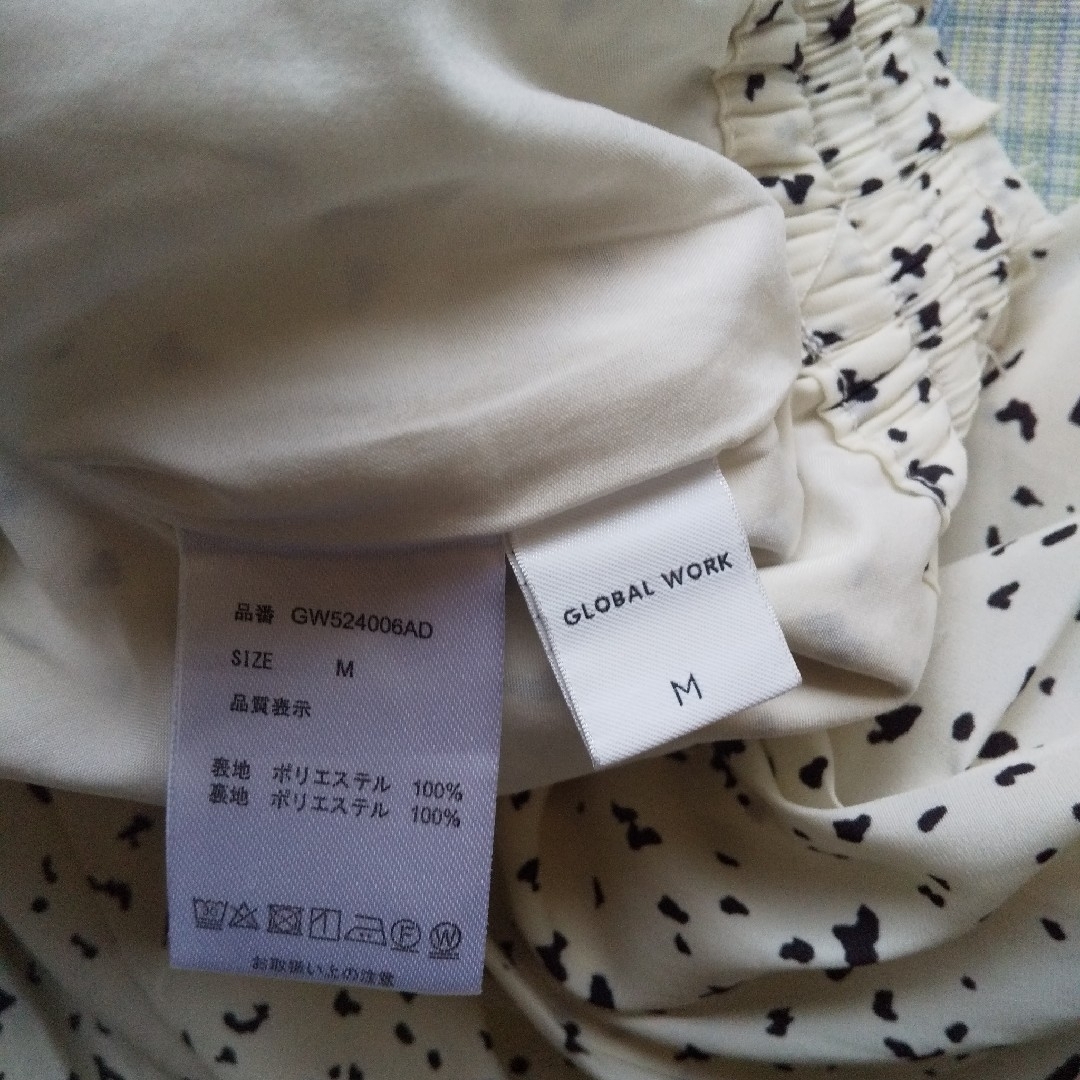 品番 GW524006AD
SIZE M
品質表示
表地 ポリエステル 100%
裏地 ポリエステル 100%
お取扱い上の注意
GLOBAL WORK
M